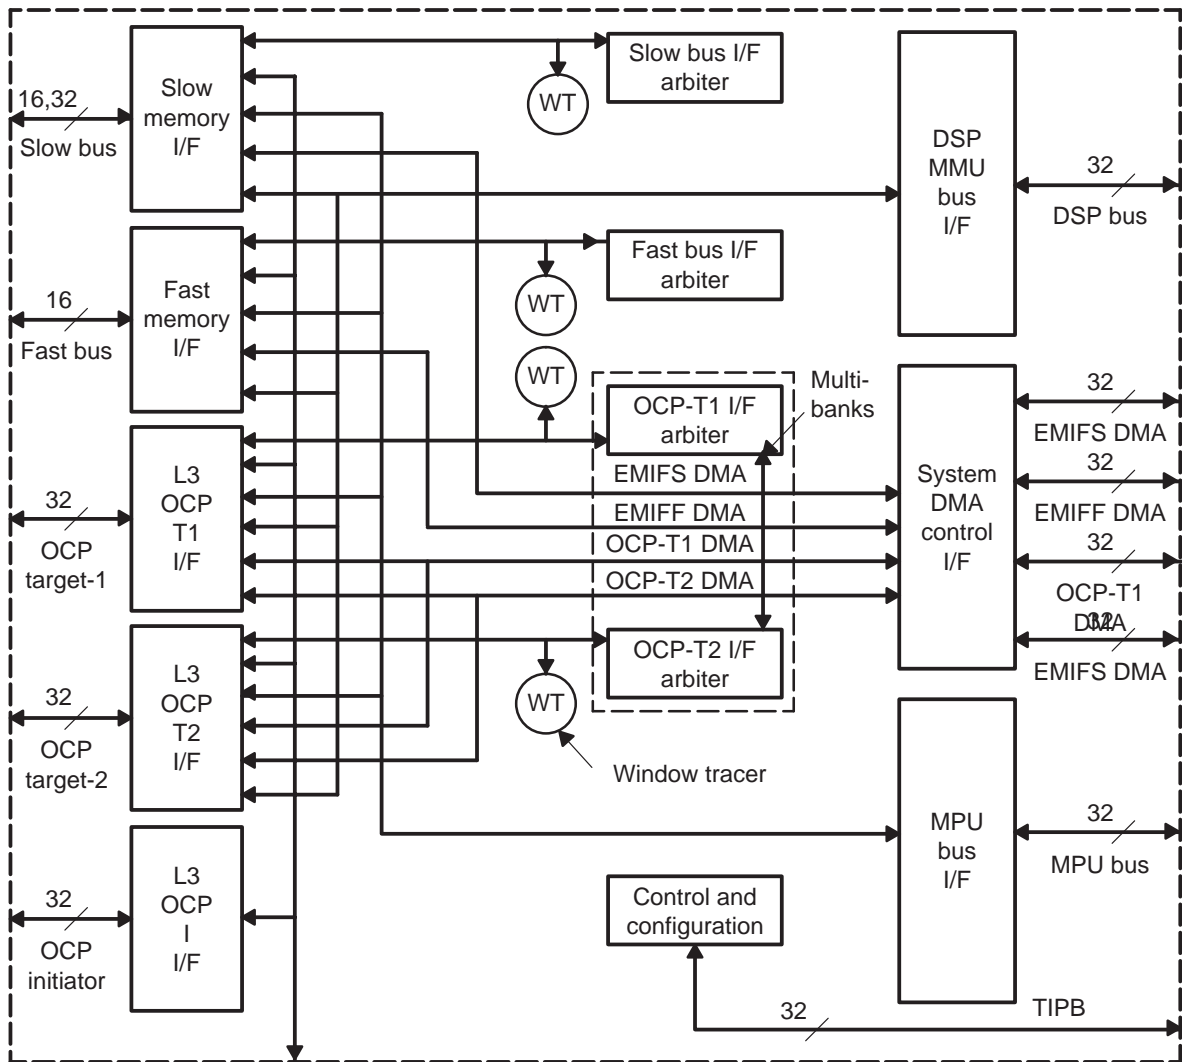 Slow
memory
I/F
16,32
Slow bus
Slow bus I/F
arbiter
WT
DSP
MMU
bus
I/F
32
DSP bus
Fast
memory
I/F
16
Fast bus
Fast bus I/F
arbiter
WT
WT
Multi-
banks
OCP-T1 I/F
arbiter
EMIFS DMA
EMIFF DMA
OCP-T1 DMA
OCP-T2 DMA
OCP-T2 I/F
arbiter
WT
Window tracer
L3
OCP
T1
I/F
32
OCP
target-1
System
DMA
control
I/F
32
EMIFS DMA
32
EMIFF DMA
32
OCP-T1
DMA
32
EMIFS DMA
L3
OCP
T2
I/F
32
OCP
target-2
MPU
bus
I/F
32
MPU bus
L3
OCP
I
I/F
32
OCP
initiator
Control and
configuration
32
TIPB